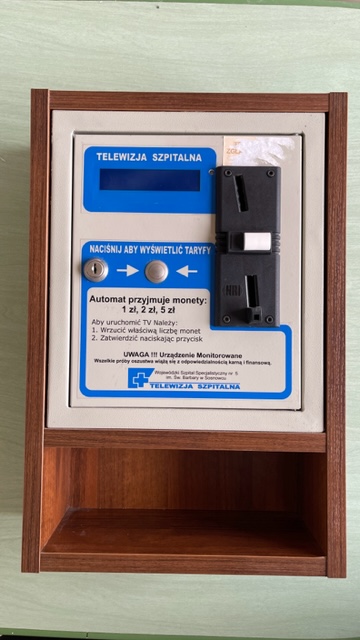 TELEWIZJA SZPITALNA
NACIŚNIJ ABY WYŚWIETLIĆ TARYFY
Automat przyjmuje monety:
1 zł, 2 zł, 5 zł
Aby uruchomić TV Należy:
1. Wrzucić właściwą liczbę monet
2. Zatwierdzić naciskając przycisk
UWAGA !!! Urządzenie Monitorowane
Wszelkie próby oszustwa wiążą się z odpowiedzialnością karną i finansową.
Wojewódzki Szpital Specjalistyczny nr 5
im. Św. Barbary w Sosnowcu
TELEWIZJA SZPITALNA
NRI